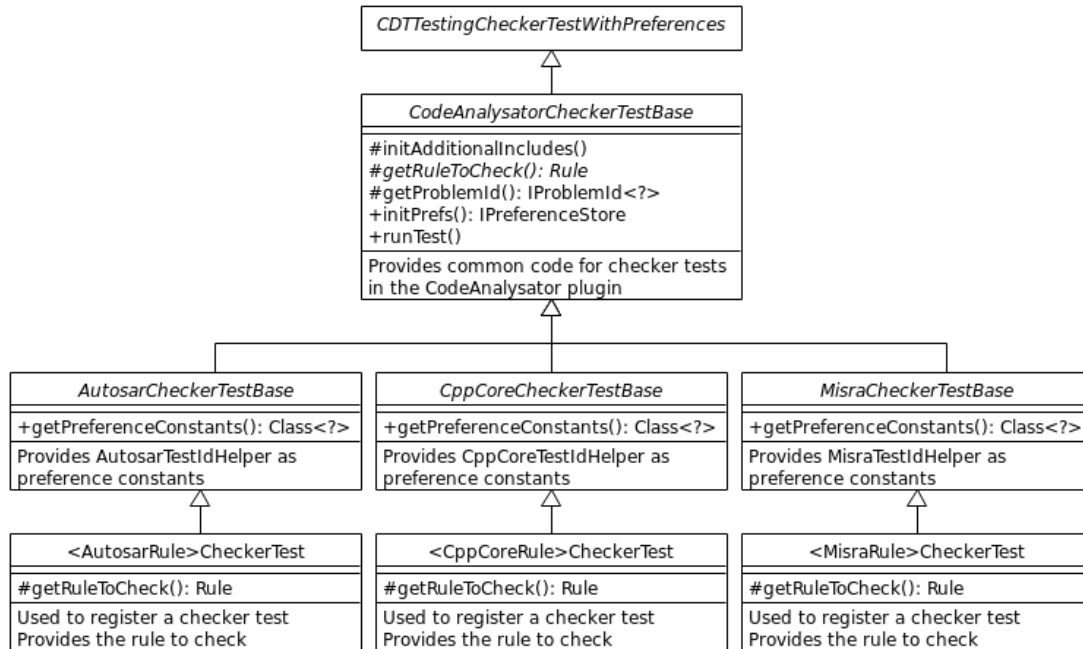 CDTTestingCheckerTestWithPreferences
CodeAnalysatorCheckerTestBase
#initAdditionalIncludes()
#getRuleToCheck(): Rule
#getProblemId(): IProblemId<?>
+initPrefs(): IPreferenceStore
+runTest()
Provides common code for checker tests
in the CodeAnalysator plugin
AutosarCheckerTestBase
+getPreferenceConstants(): Class<?>
Provides AutosarTestIdHelper as
preference constants
CppCoreCheckerTestBase
+getPreferenceConstants(): Class<?>
Provides CppCoreTestIdHelper as
preference constants
MisraCheckerTestBase
+getPreferenceConstants(): Class<?>
Provides MisraTestIdHelper as
preference constants
<AutosarRule>CheckerTest
#getRuleToCheck(): Rule
Used to register a checker test
Provides the rule to check
<CppCoreRule>CheckerTest
#getRuleToCheck(): Rule
Used to register a checker test
Provides the rule to check
<MisraRule>CheckerTest
#getRuleToCheck(): Rule
Used to register a checker test
Provides the rule to check